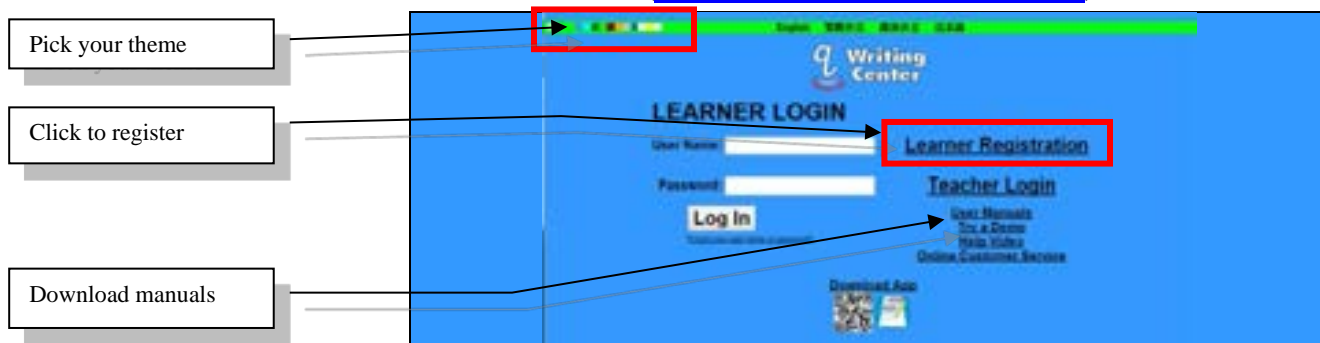 Pick your theme
English
Writing
Center
Click to register
LEARNER LOGIN
User Name:
Learner Registration
Password:
Teacher Login
Log In
User Manuals
Try a Demo
Help Video
Online Customer Service
Download manuals
Download App